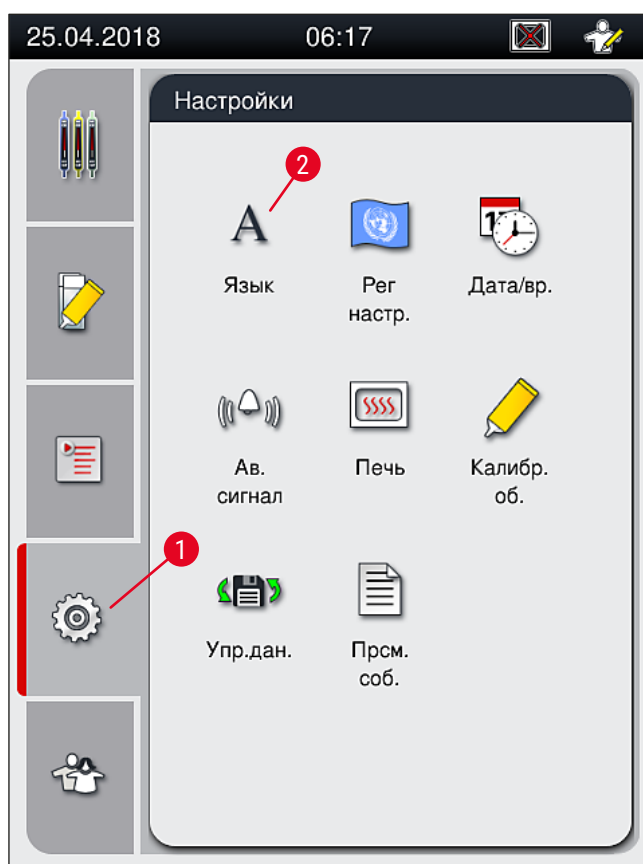 25.04.2018 06:17
Настройки
2
A
Язык
Рег
настр.
Дата/вр.
Ав.
сигнал
Печь
Калибр.
об.
1
Упр.дан.
Прсм.
соб.